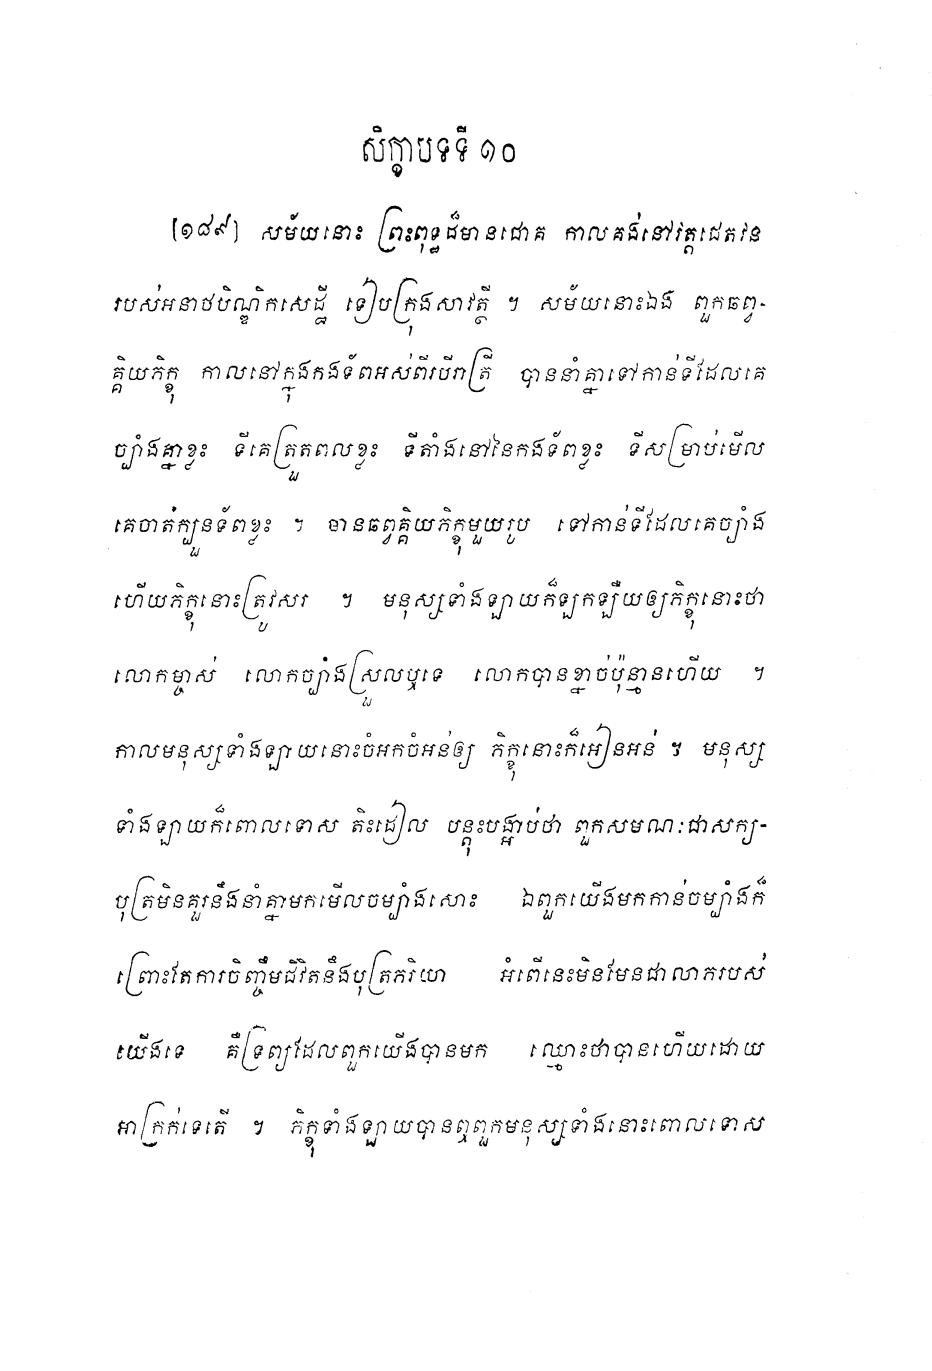 សិក្ខាបទទី ១០
[១៨៩] សម័យនោះ ព្រះពុទ្ធដ៏មានជោគ កាលគង់នៅវត្តជេតវន
របស់អនាថបិណ្ឌិកសេដ្ឋី ទៀបក្រុងសាវត្ថី ។ សម័យនោះឯង ពួកឆព្វ-
គ្គិយភិក្ខុ កាលនៅក្នុងកងទ័ពអស់ពីរបីរាត្រី បាននាំគ្នាទៅកាន់ទីដែលគេ
ច្បាំងគ្នាខ្លះ ទីគេត្រួតពលខ្លះ ទីតាំងនៅនៃកងទ័ពខ្លះ ទីសម្រាប់មើល
គេចាត់ក្បួនទ័ពខ្លះ ។ មានឆព្វគ្គិយភិក្ខុមួយរូប ទៅកាន់ទីដែលគេច្បាំង
ហើយភិក្ខុនោះត្រូវសរ ។ មនុស្សទាំងឡាយក៏ឡកឡឺយឲ្យភិក្ខុនោះថា
លោកម្ចាស់ លោកច្បាំងស្រួលឬទេ លោកបានខ្នាច់ប៉ុន្មានហើយ ។
កាលមនុស្សទាំងឡាយនោះចំអកចំអន់ឲ្យ ភិក្ខុនោះក៏អៀនអន់ ។ មនុស្ស
ទាំងឡាយក៏ពោលទោស តិះដៀល បន្តុះបង្អាប់ថា ពួកសមណៈជាសក្យ-
បុត្រមិនគួរនឹងនាំគ្នាមកមើលចម្បាំងសោះ ឯពួកយើងមកកាន់ចម្បាំងក៏
ព្រោះតែការចិញ្ចឹមជីវិតនឹងបុត្រភរិយា អំពើនេះមិនមែនជាលាភរបស់
យើងទេ គឺទ្រព្យដែលពួកយើងបានមក ឈ្មោះថាបានហើយដោយ
អាក្រក់ទេតើ ។ ភិក្ខុទាំងឡាយបានឮពួកមនុស្សទាំងនោះពោលទោស